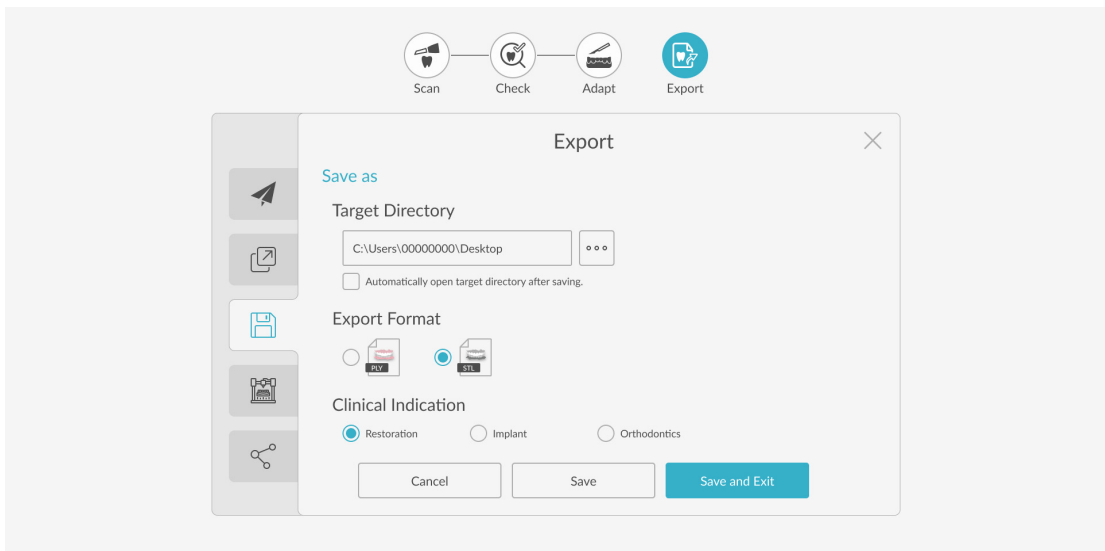 Scan Check Adapt Export
Export
Save as
Target Directory
C:\Users\00000000\Desktop
Automatically open target directory after saving.
Export Format
PLY STL
Clinical Indication
Restoration Implant Orthodontics
Cancel Save Save and Exit